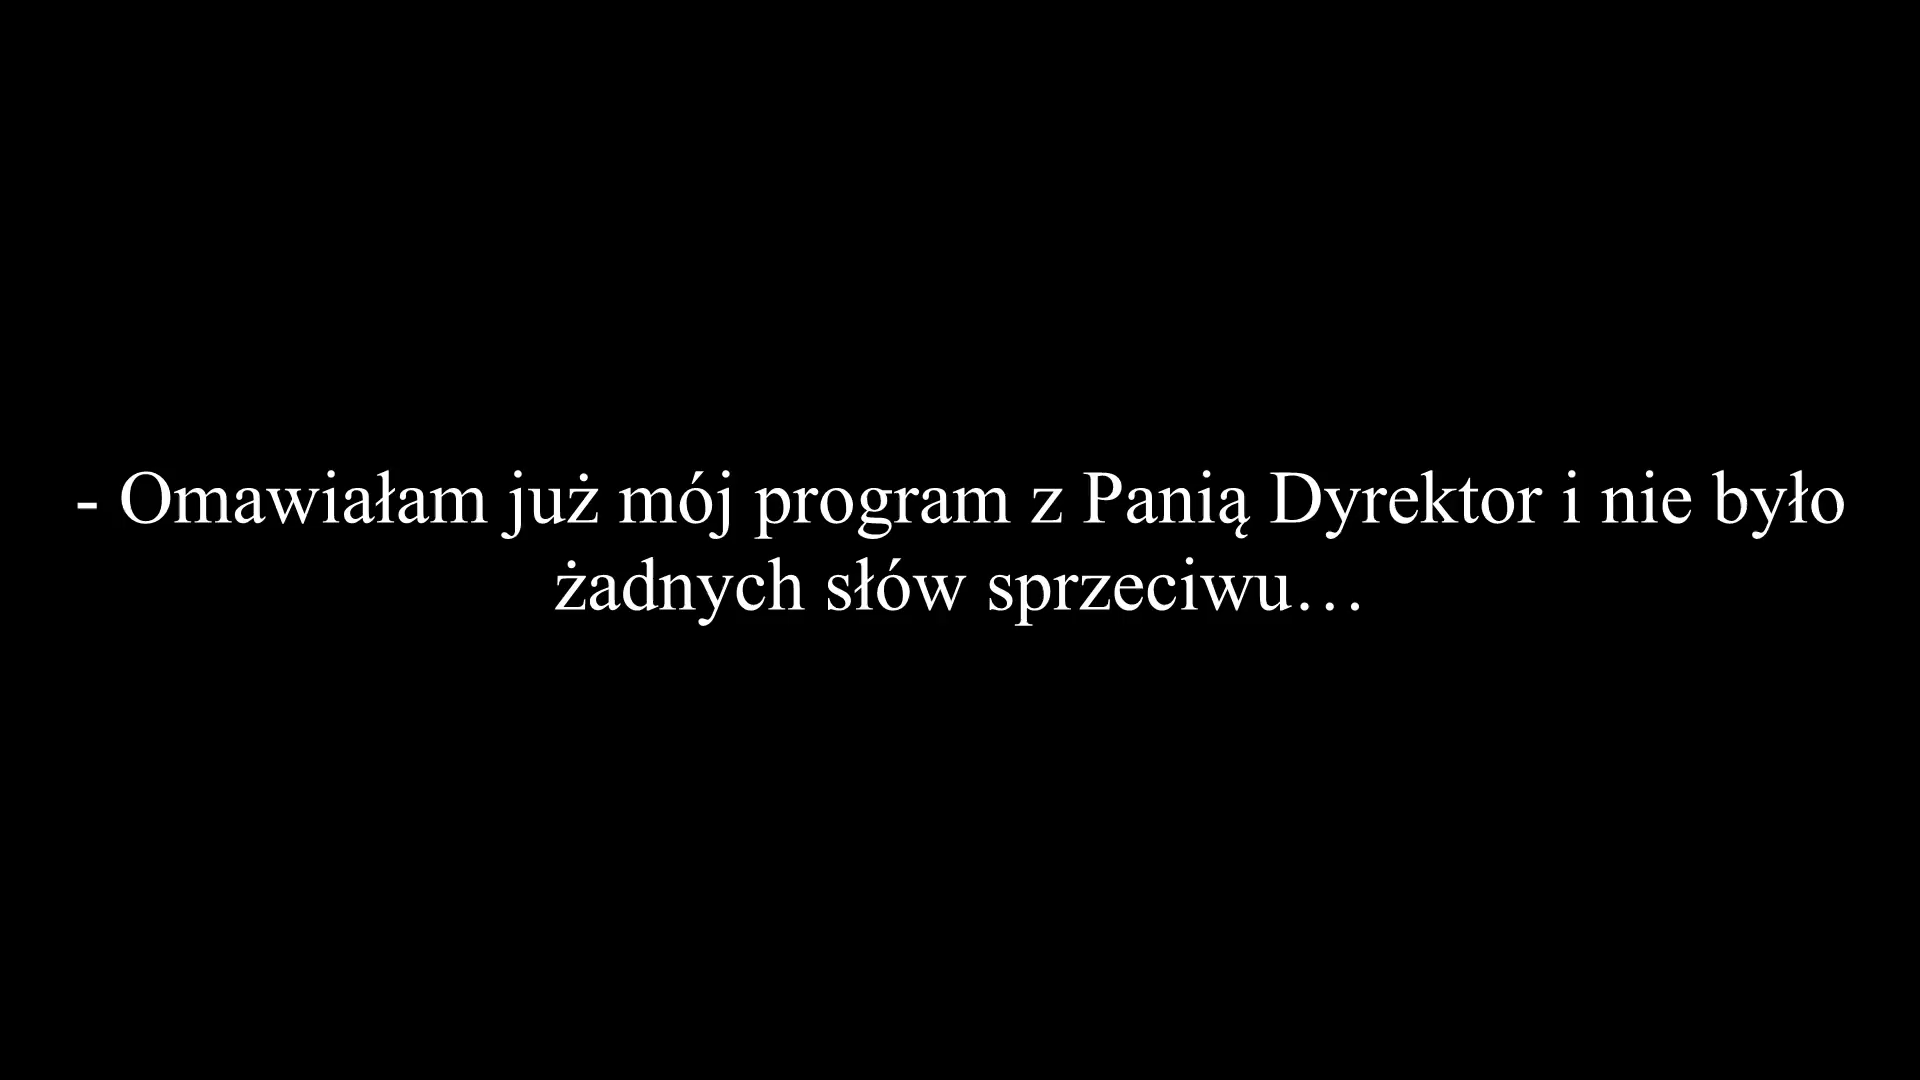 - Omawiałam już mój program z Panią Dyrektor i nie było
żadnych słów sprzeciwu…